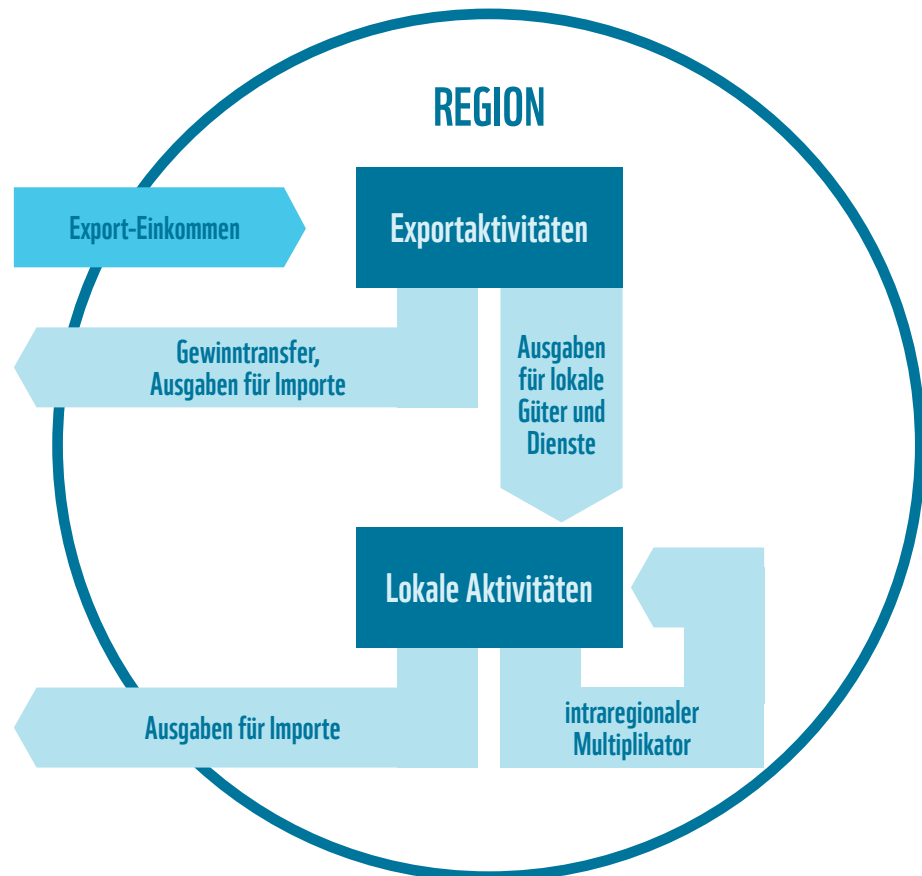 REGION
Export-Einkommen
Exportaktivitäten
Gewinntransfer,
Ausgaben für Importe
Ausgaben
für lokale
Güter und
Dienste
Lokale Aktivitäten
Ausgaben für Importe
intraregionaler
Multiplikator